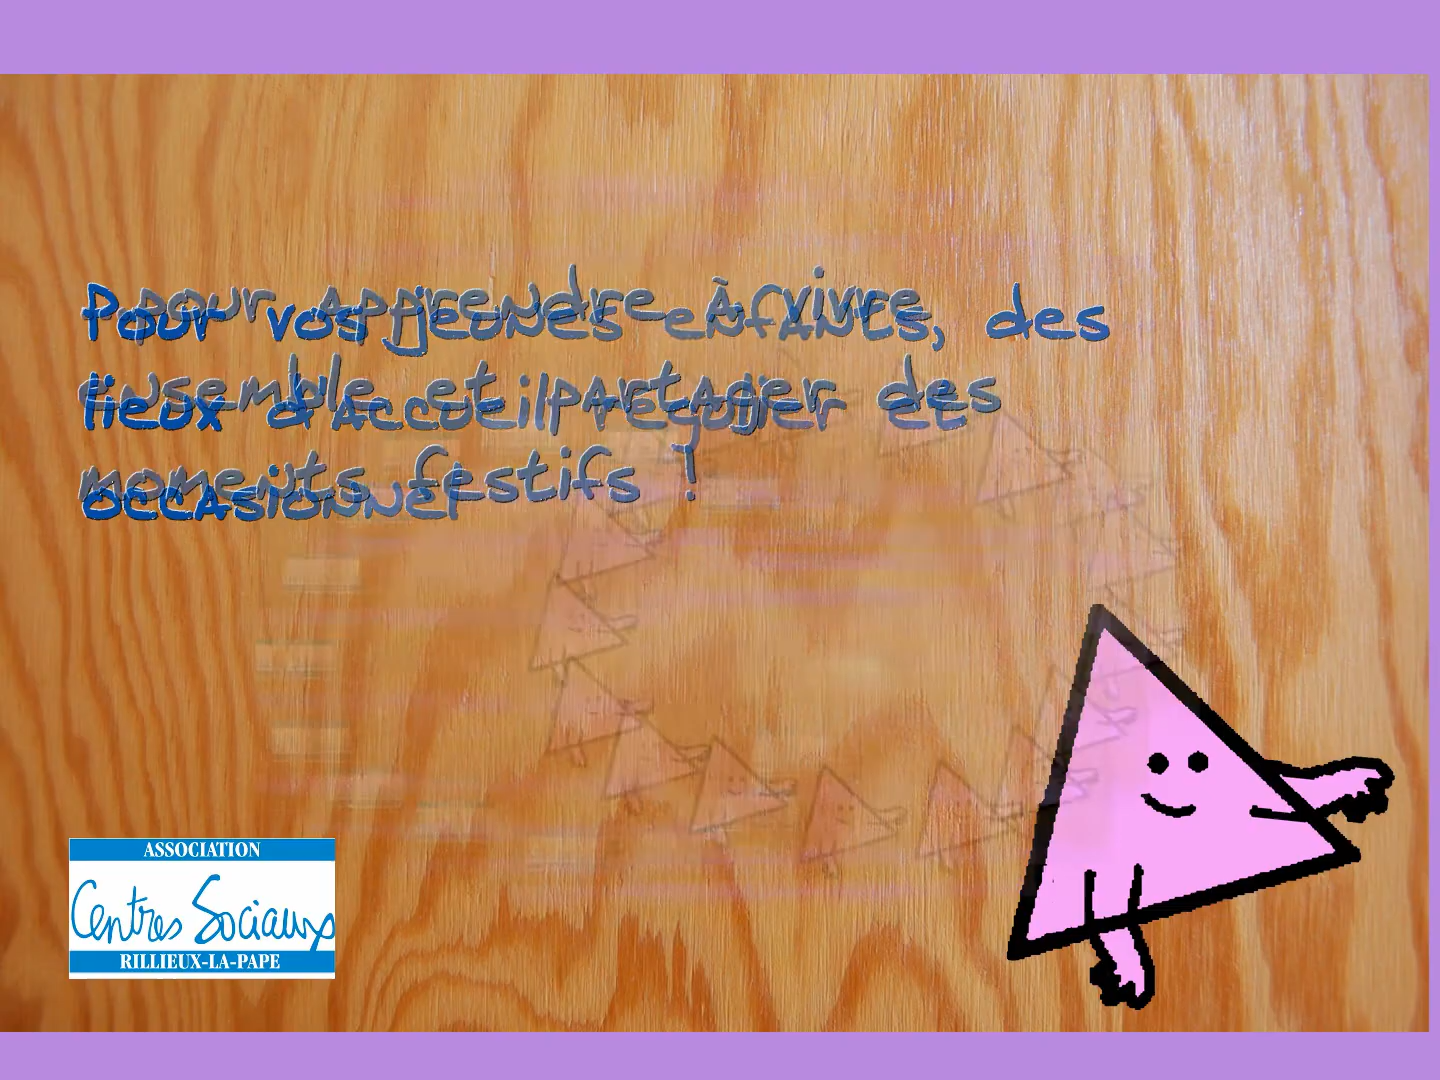 Pour vos jeunes enfants, des
lieux d'accueil régulier et
occasionnel
pour apprendre à vivre
ensemble et partager des
moments festifs !
ASSOCIATION
Centres Sociaux
RILLIEUX-LA-PAPE